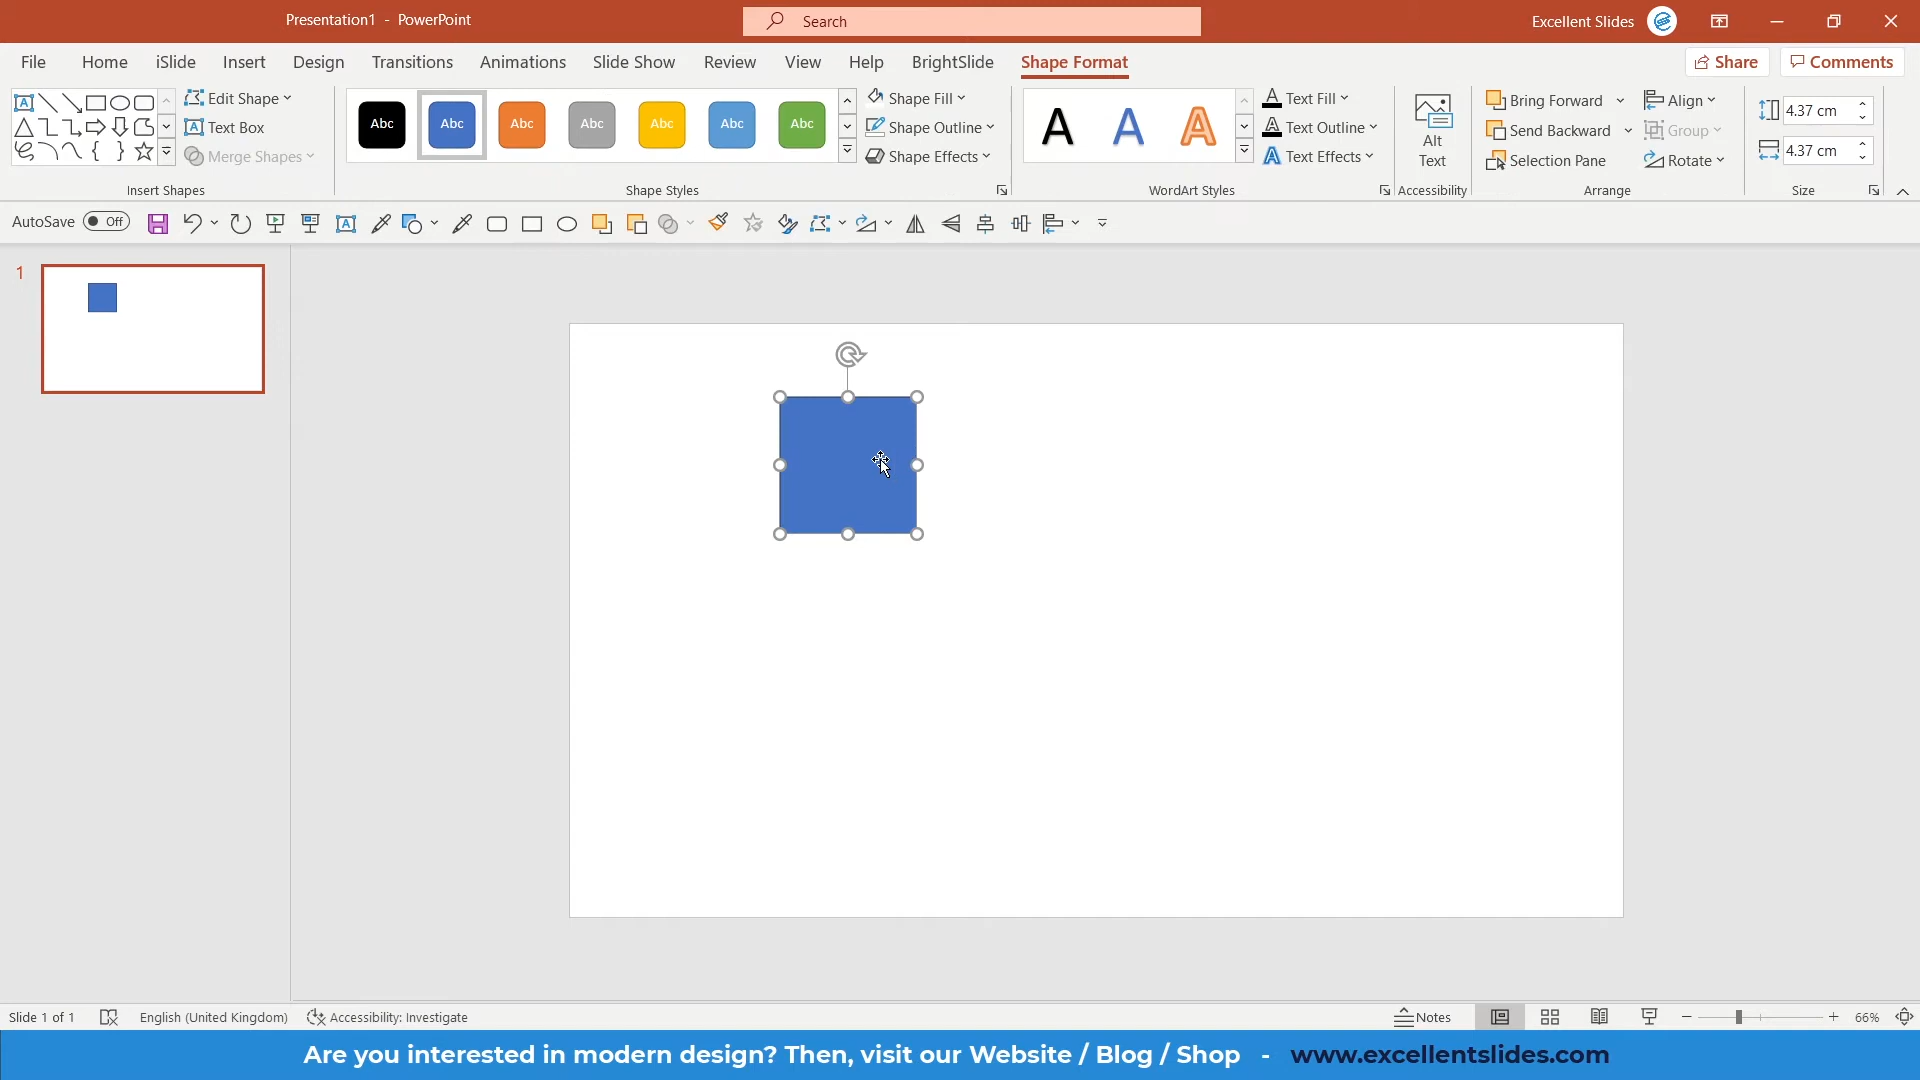 Presentation1 - PowerPoint
Search
Excellent Slides
File Home iSlide Insert Design Transitions Animations Slide Show Review View Help BrightSlide Shape Format
Share Comments
Edit Shape
Text Box
Merge Shapes
Insert Shapes
Abc Abc Abc Abc Abc Abc Abc
Shape Fill
Shape Outline
Shape Effects
Shape Styles
A A A
Text Fill
Text Outline
Text Effects
WordArt Styles
Alt
Text
Accessibility
Bring Forward
Send Backward
Selection Pane
Align
Group
Rotate
Arrange
4.37 cm
4.37 cm
Size
AutoSave Off
1
Slide 1 of 1 English (United Kingdom) Accessibility: Investigate
Notes 66%
Are you interested in modern design? Then, visit our Website / Blog / Shop - www.excellentslides.com